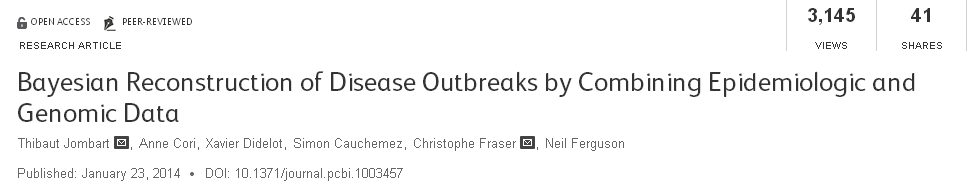 OPEN ACCESS PEER-REVIEWED
3,145 41
RESEARCH ARTICLE VIEWS SHARES
Bayesian Reconstruction of Disease Outbreaks by Combining Epidemiologic and
Genomic Data
Thibaut Jombart, Anne Cori, Xavier Didelot, Simon Cauchemez, Christophe Fraser, Neil Ferguson
Published: January 23, 2014 • DOI: 10.1371/journal.pcbi.1003457